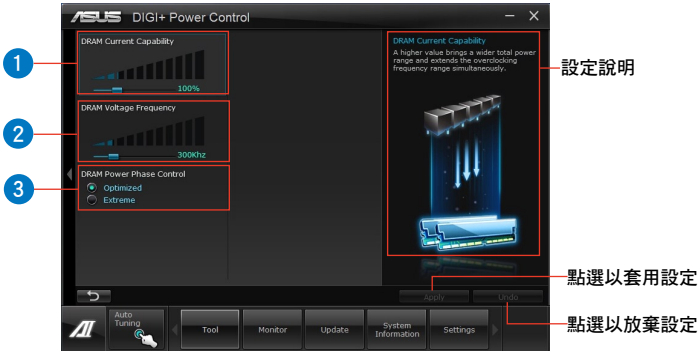 ASUS DIGI+ Power Control
1
DRAM Current Capability
100%
2
DRAM Voltage Frequency
300Khz
3
DRAM Power Phase Control
Optimized
Extreme
DRAM Current Capability
A higher value brings a wider total power
range and extends the overclocking
frequency range simultaneously.
設定說明
Apply
Undo
點選以套用設定
點選以放棄設定
Auto
Tuning
Tool
Monitor
Update
System
Information
Settings